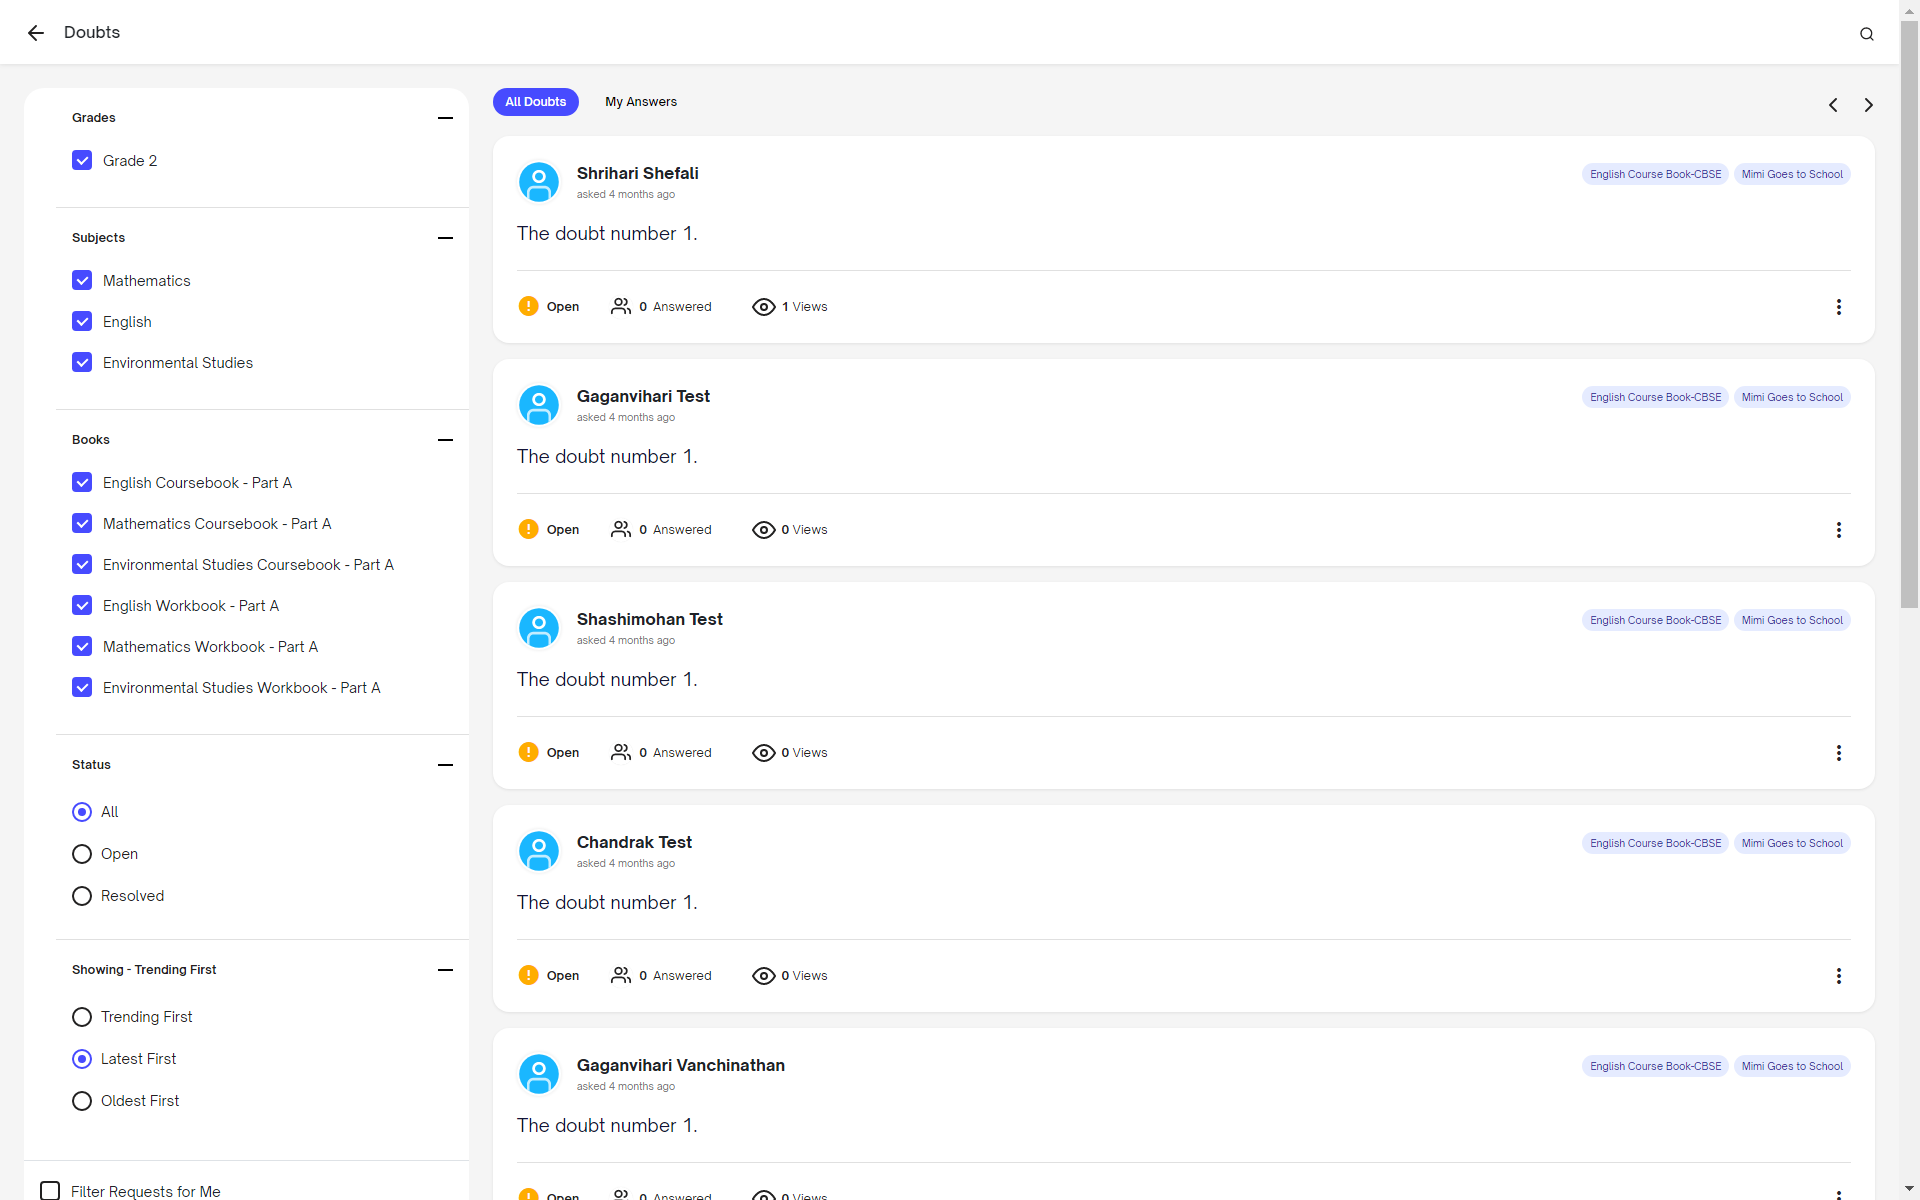 Doubts
Grades
Grade 2
Subjects
Mathematics
English
Environmental Studies
Books
English Coursebook - Part A
Mathematics Coursebook - Part A
Environmental Studies Coursebook - Part A
English Workbook - Part A
Mathematics Workbook - Part A
Environmental Studies Workbook - Part A
Status
All
Open
Resolved
Showing - Trending First
Trending First
Latest First
Oldest First
Filter Requests for Me
All Doubts My Answers
Shrihari Shefali English Course Book-CBSE Mimi Goes to School
asked 4 months ago
The doubt number 1.
Open 0 Answered 1 Views
Gaganvihari Test English Course Book-CBSE Mimi Goes to School
asked 4 months ago
The doubt number 1.
Open 0 Answered 0 Views
Shashimohan Test English Course Book-CBSE Mimi Goes to School
asked 4 months ago
The doubt number 1.
Open 0 Answered 0 Views
Chandrak Test English Course Book-CBSE Mimi Goes to School
asked 4 months ago
The doubt number 1.
Open 0 Answered 0 Views
Gaganvihari Vanchinathan English Course Book-CBSE Mimi Goes to School
asked 4 months ago
The doubt number 1.
Open 0 Answered 0 Views